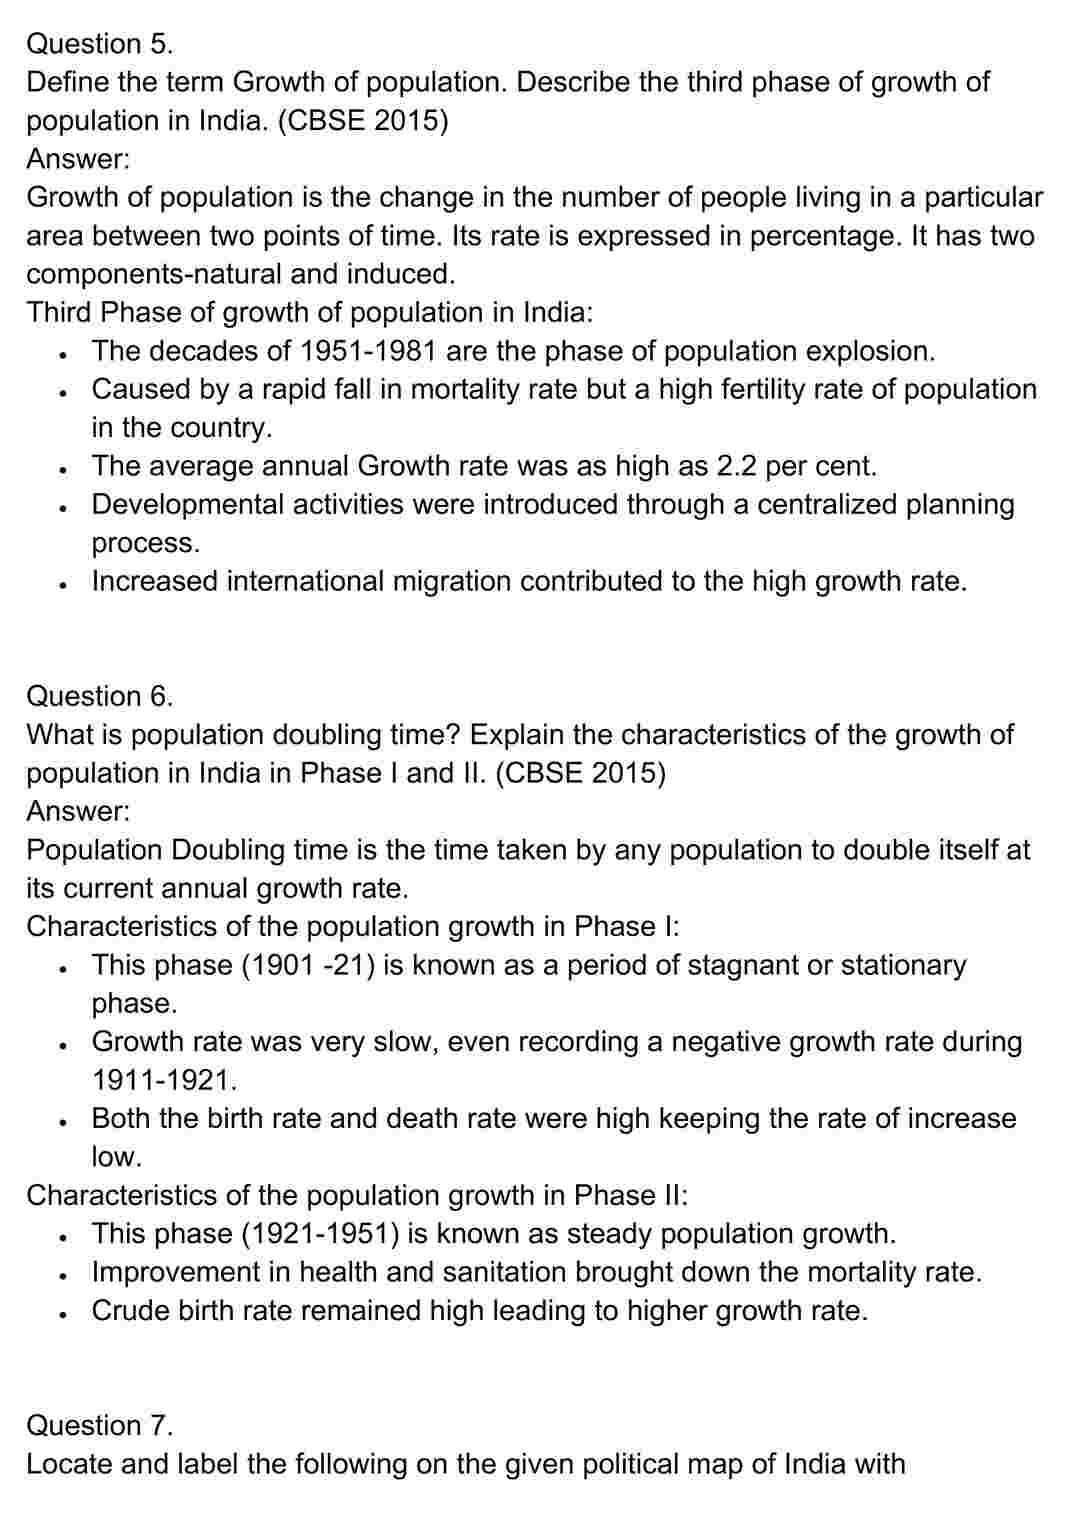 Question 5.
Define the term Growth of population. Describe the third phase of growth of
population in India. (CBSE 2015)
Answer:
Growth of population is the change in the number of people living in a particular
area between two points of time. Its rate is expressed in percentage. It has two
components-natural and induced.
Third Phase of growth of population in India:
• The decades of 1951-1981 are the phase of population explosion.
• Caused by a rapid fall in mortality rate but a high fertility rate of population
in the country.
• The average annual Growth rate was as high as 2.2 per cent.
• Developmental activities were introduced through a centralized planning
process.
• Increased international migration contributed to the high growth rate.
Question 6.
What is population doubling time? Explain the characteristics of the growth of
population in India in Phase I and II. (CBSE 2015)
Answer:
Population Doubling time is the time taken by any population to double itself at
its current annual growth rate.
Characteristics of the population growth in Phase I:
• This phase (1901 -21) is known as a period of stagnant or stationary
phase.
• Growth rate was very slow, even recording a negative growth rate during
1911-1921.
• Both the birth rate and death rate were high keeping the rate of increase
low.
Characteristics of the population growth in Phase II:
• This phase (1921-1951) is known as steady population growth.
• Improvement in health and sanitation brought down the mortality rate.
• Crude birth rate remained high leading to higher growth rate.
Question 7.
Locate and label the following on the given political map of India with